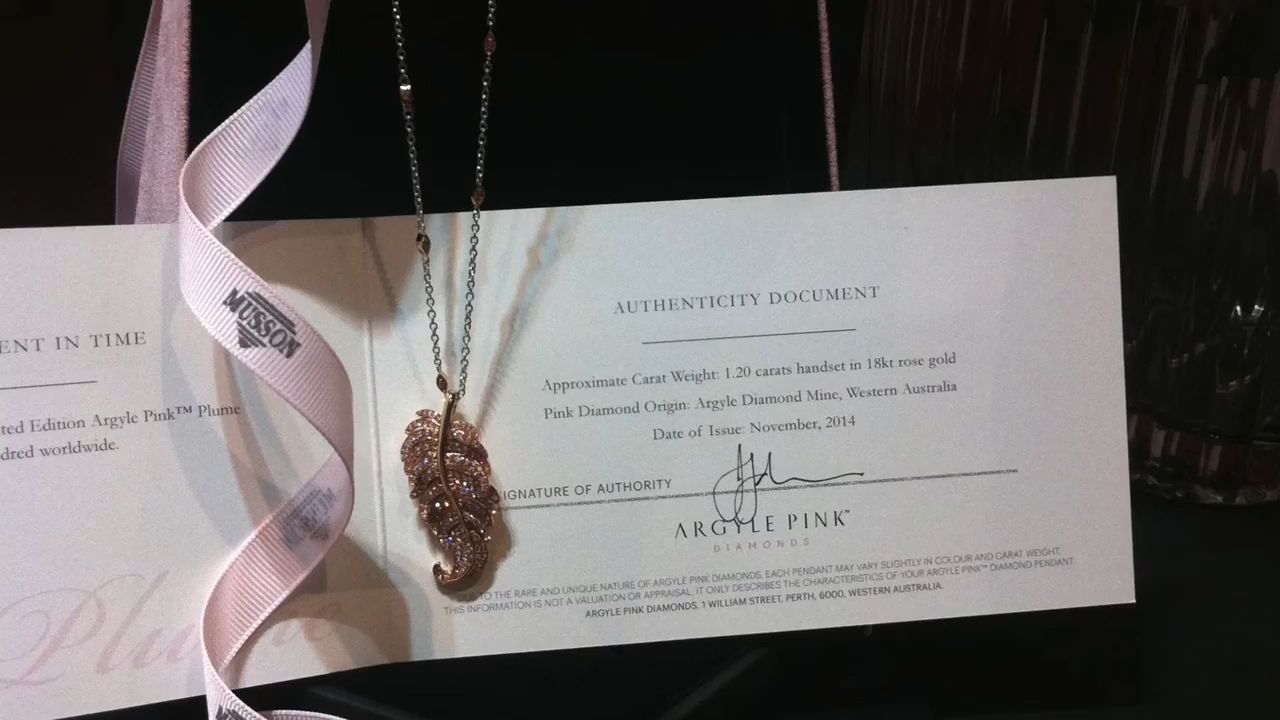 MUSSON
ENT IN TIME
ted Edition Argyle Pink™ Plume
dred worldwide.
Plume
AUTHENTICITY DOCUMENT
Approximate Carat Weight: 1.20 carats handset in 18kt rose gold
Pink Diamond Origin: Argyle Diamond Mine, Western Australia
Date of Issue: November, 2014
IGNATURE OF AUTHORITY
ARGYLE PINK™
DIAMONDS
DUE TO THE RARE AND UNIQUE NATURE OF ARGYLE PINK DIAMONDS, EACH PENDANT MAY VARY SLIGHTLY IN COLOUR AND CARAT WEIGHT.
THIS INFORMATION IS NOT A VALUATION OR APPRAISAL, IT ONLY DESCRIBES THE CHARACTERISTICS OF YOUR ARGYLE PINK™ DIAMOND PENDANT
ARGYLE PINK DIAMONDS, 1 WILLIAM STREET, PERTH, 6000, WESTERN AUSTRALIA.